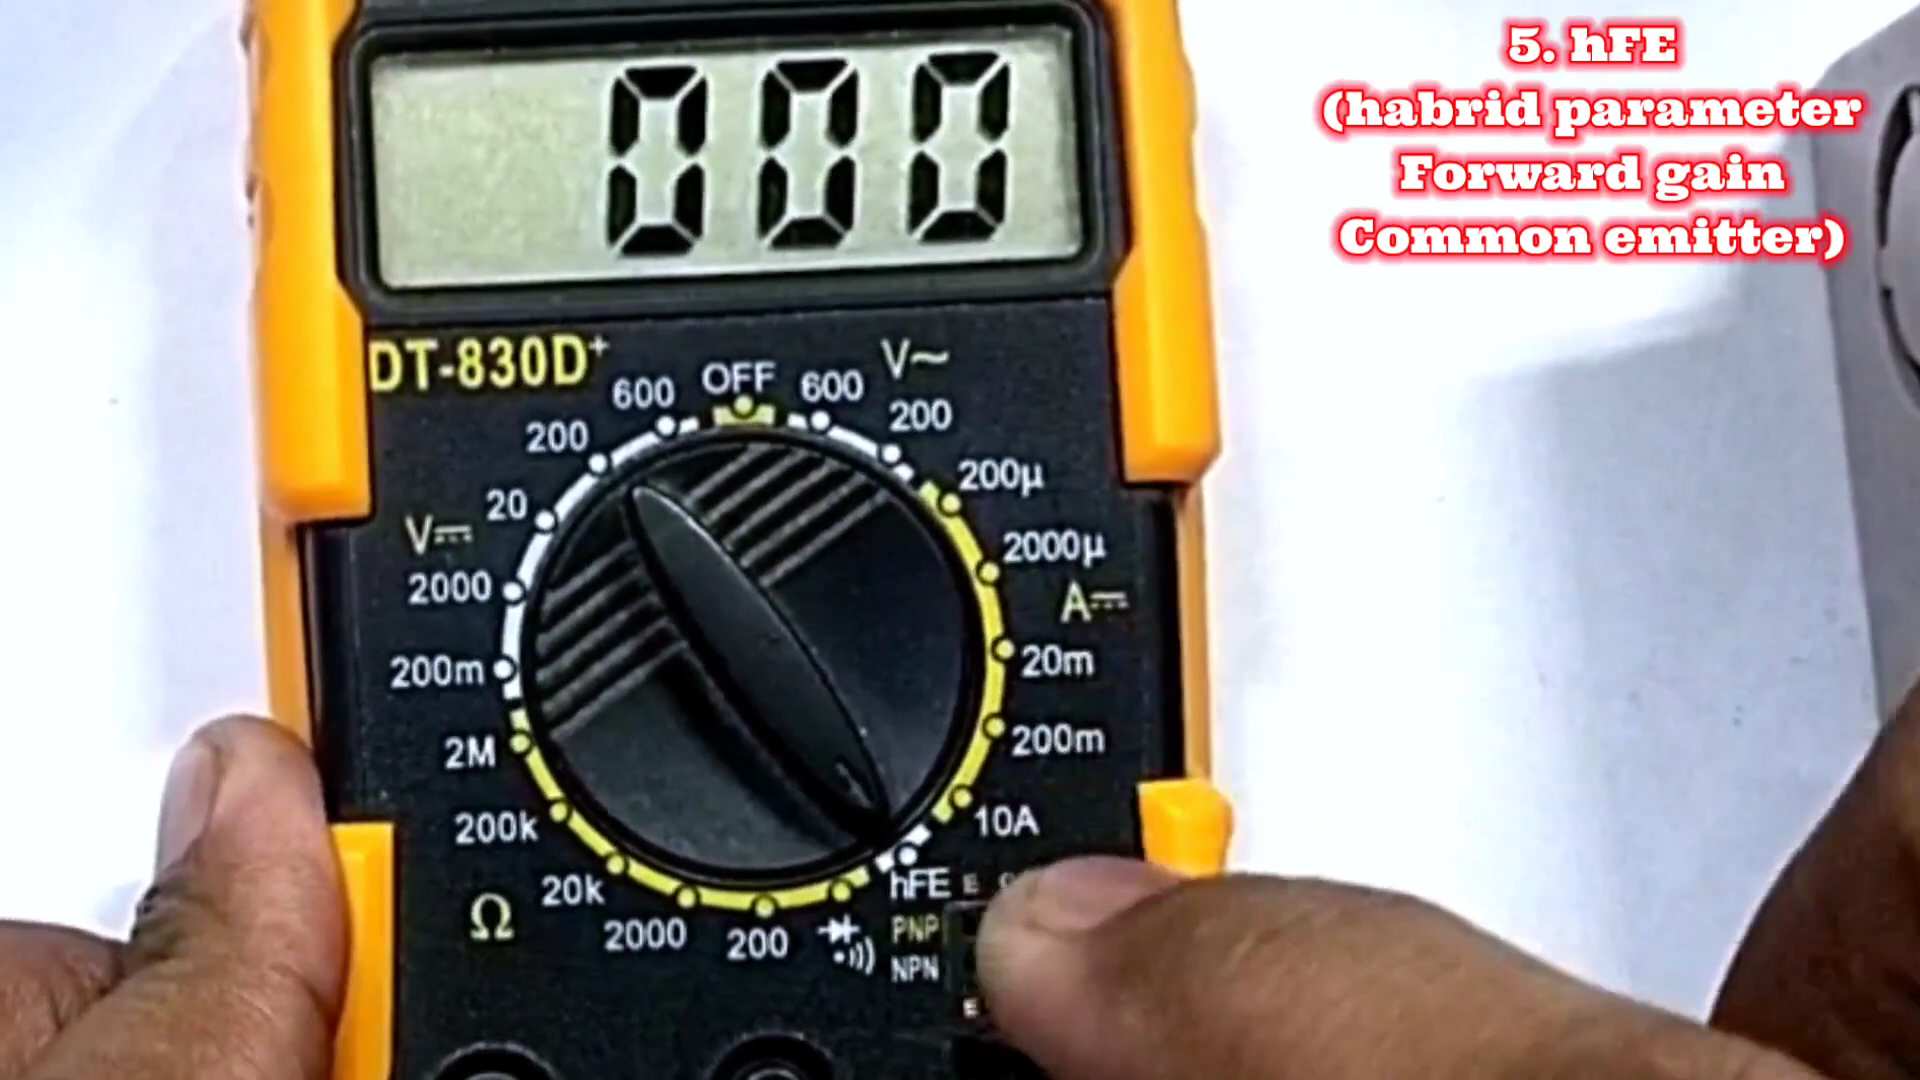 5. hFE
(habrid parameter
Forward gain
Common emitter)
000
DT-830D+
OFF
600
600
V~
200
200
20
V⎓
2000
200m
200µ
2000µ
A⎓
20m
200m
10A
2M
200k
20k
Ω
2000
200
hFE
E
PNP
NPN
E